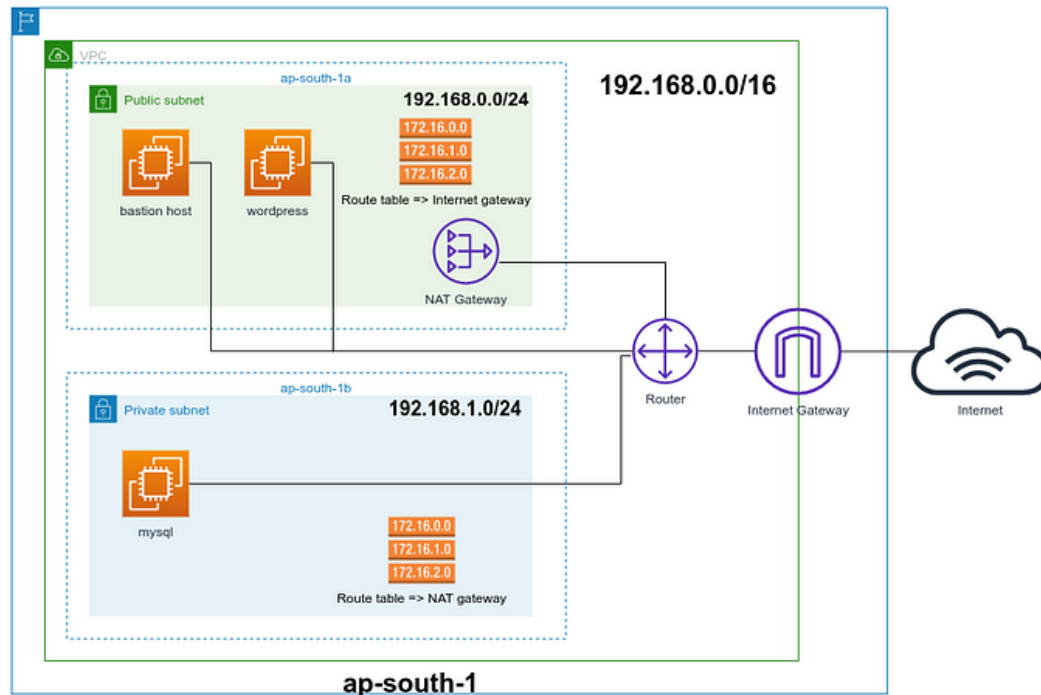 VPC
ap-south-1a
192.168.0.0/16
Public subnet
192.168.0.0/24
172.16.0.0
172.16.1.0
172.16.2.0
bastion host
wordpress
Route table => Internet gateway
NAT Gateway
Router
Internet Gateway
Internet
ap-south-1b
Private subnet
192.168.1.0/24
mysql
172.16.0.0
172.16.1.0
172.16.2.0
Route table => NAT gateway
ap-south-1